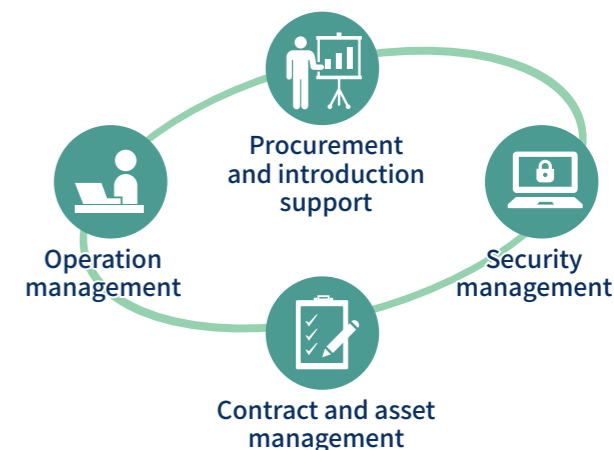 Procurement
and introduction
support
Operation
management
Security
management
Contract and asset
management